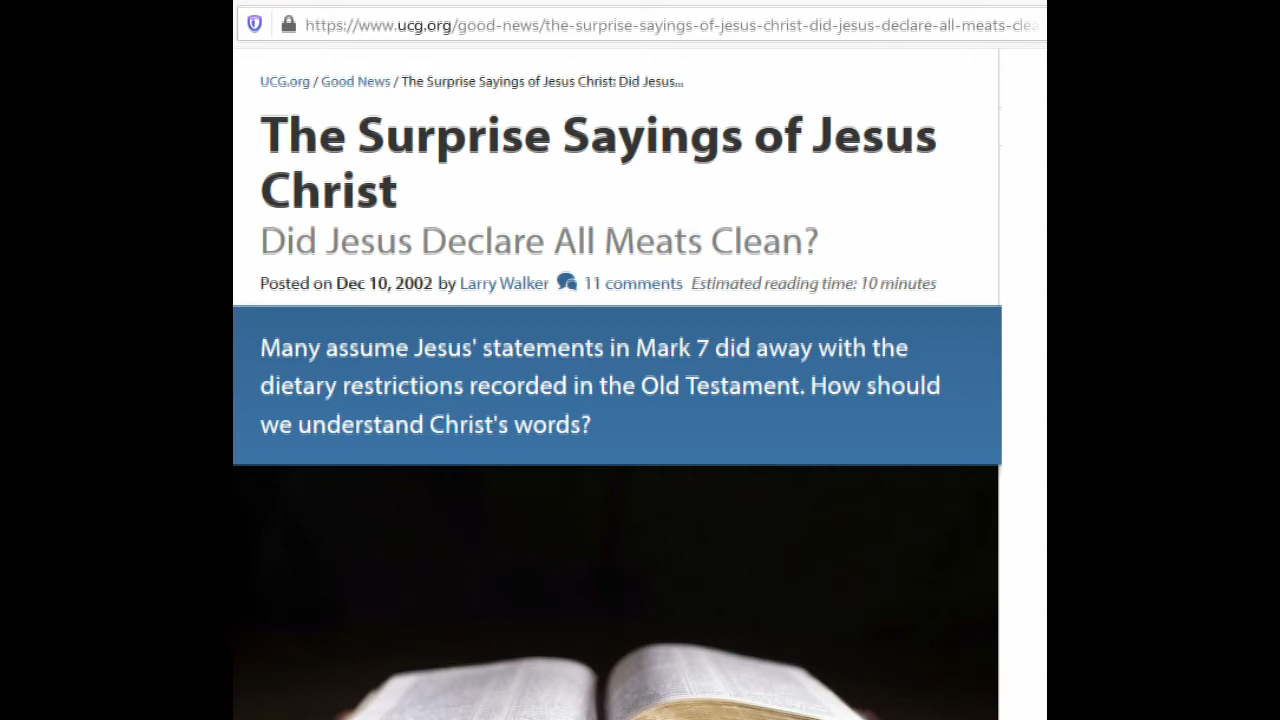 https://www.ucg.org/good-news/the-surprise-sayings-of-jesus-christ-did-jesus-declare-all-meats-clea
UCG.org / Good News / The Surprise Sayings of Jesus Christ: Did Jesus...
The Surprise Sayings of Jesus
Christ
Did Jesus Declare All Meats Clean?
Posted on Dec 10, 2002 by Larry Walker 11 comments Estimated reading time: 10 minutes
Many assume Jesus' statements in Mark 7 did away with the
dietary restrictions recorded in the Old Testament. How should
we understand Christ's words?